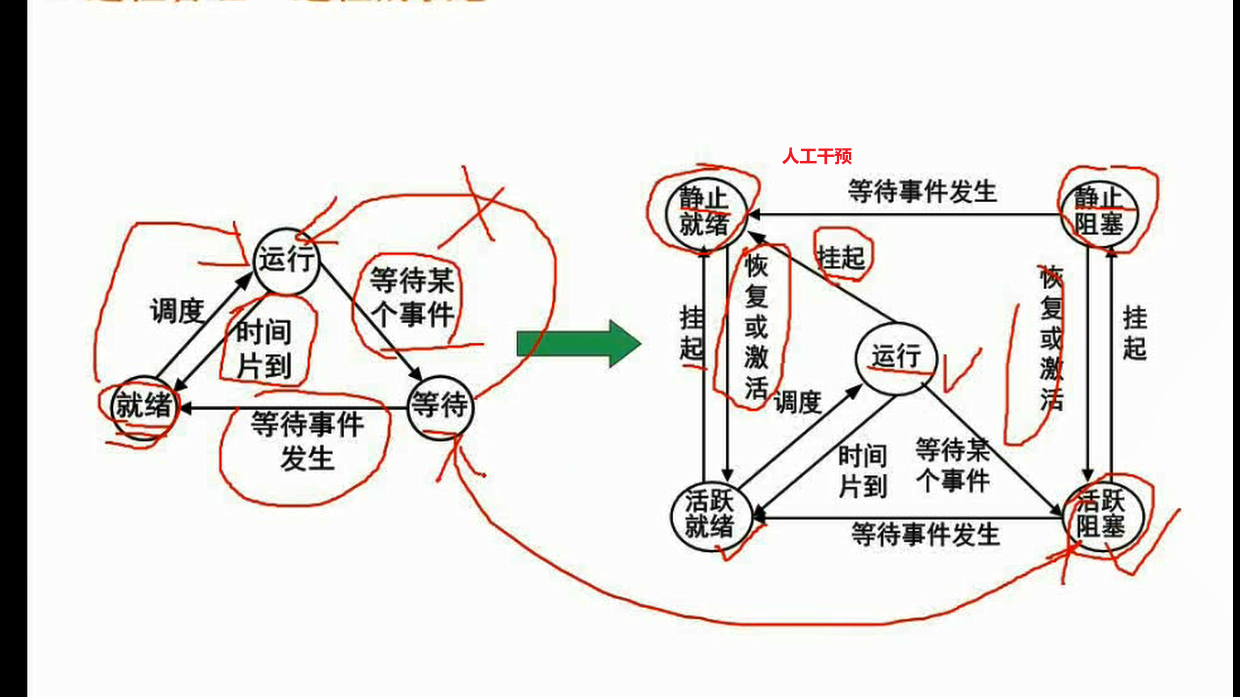 人工干预
运行
调度
时间
片到
等待某
个事件
就绪
等待
等待事件
发生
静止
就绪
等待事件发生
静止
阻塞
挂起
恢复或激活
挂起
恢复或激活
挂起
运行
调度
时间
片到
等待某
个事件
活跃
就绪
等待事件发生
活跃
阻塞